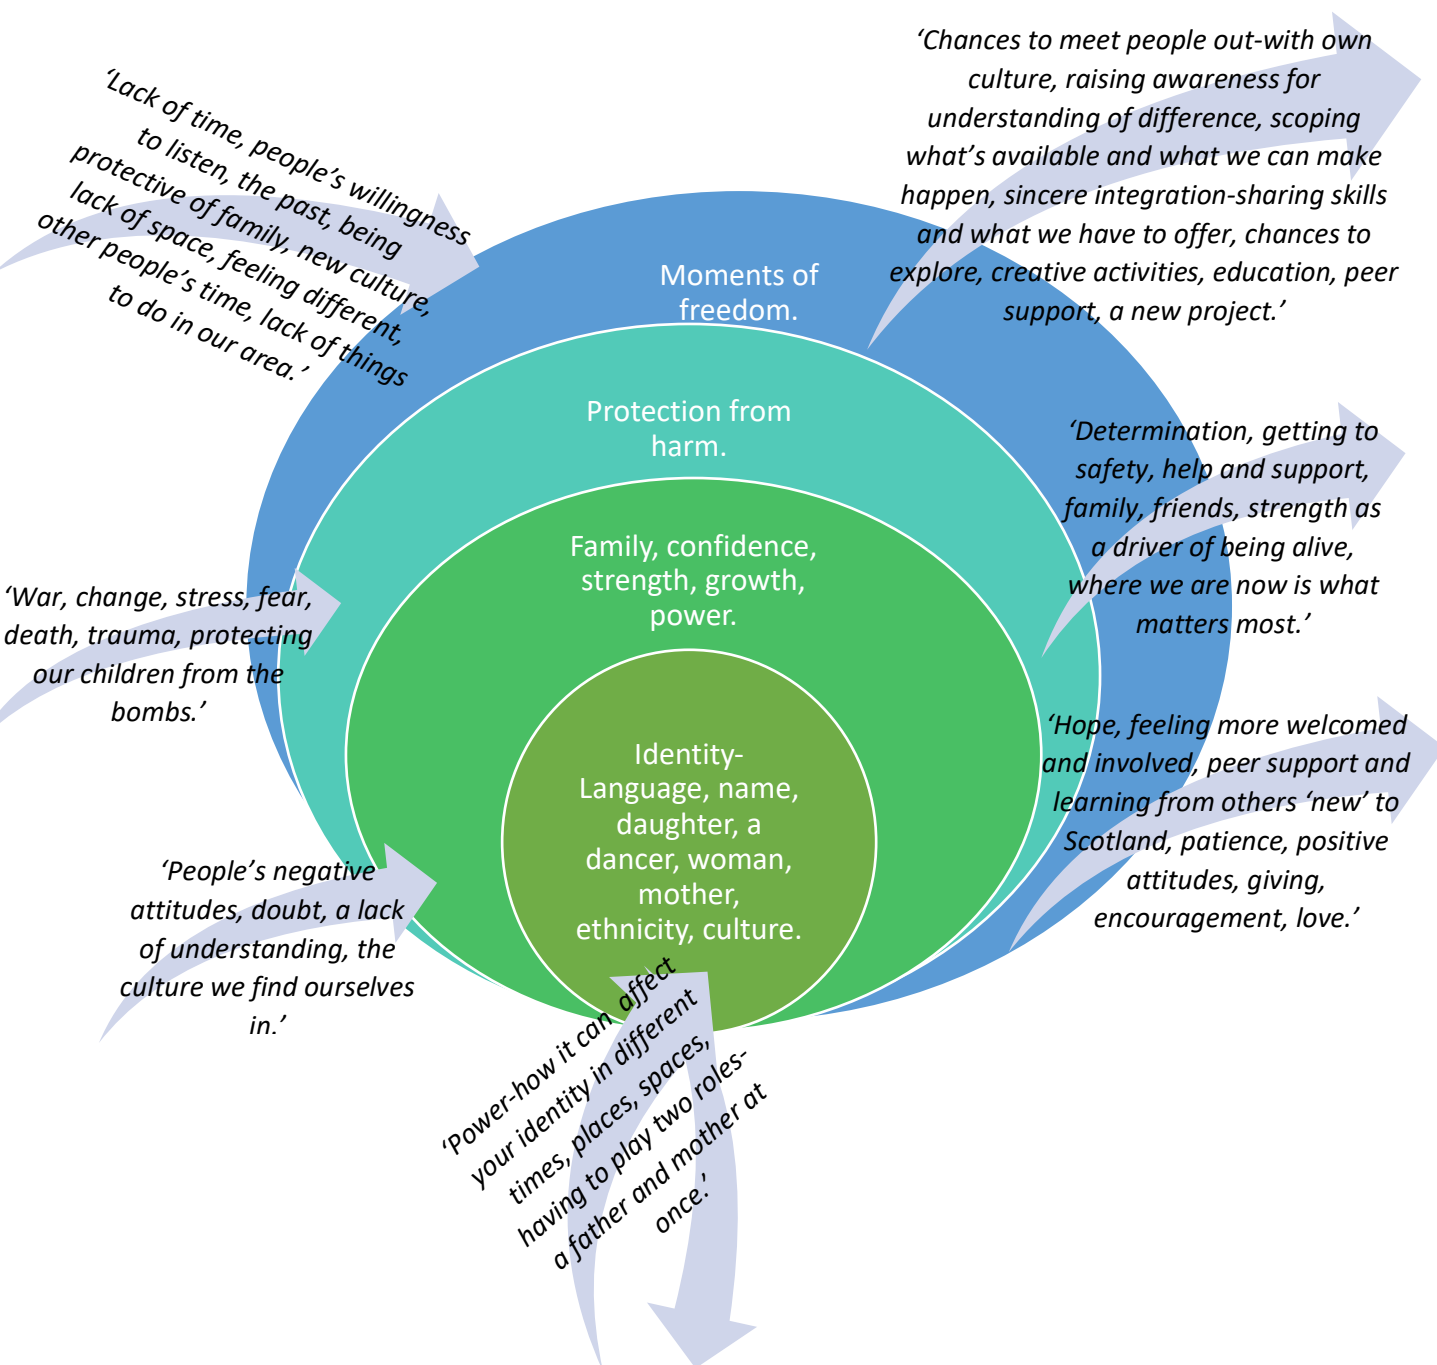 ‘Chances to meet people out-with own
culture, raising awareness for
understanding of difference, scoping
what’s available and what we can make
happen, sincere integration-sharing skills
and what we have to offer, chances to
explore, creative activities, education, peer
support, a new project.’
‘Lack of time, people’s willingness
to listen, the past, being
protective of family, new culture,
lack of space, feeling different,
other people’s time, lack of things
to do in our area.’
Moments of
freedom.
Protection from
harm.
‘Determination, getting to
safety, help and support,
family, friends, strength as
a driver of being alive,
where we are now is what
matters most.’
Family, confidence,
strength, growth,
power.
‘War, change, stress, fear,
death, trauma, protecting
our children from the
bombs.’
‘Hope, feeling more welcomed
and involved, peer support and
learning from others ‘new’ to
Scotland, patience, positive
attitudes, giving,
encouragement, love.’
Identity-
Language, name,
daughter, a
dancer, woman,
mother,
ethnicity, culture.
‘People’s negative
attitudes, doubt, a lack
of understanding, the
culture we find ourselves
in.’
‘Power-how it can affect
your identity in different
times, places, spaces,
having to play two roles-
a father and mother at
once.’